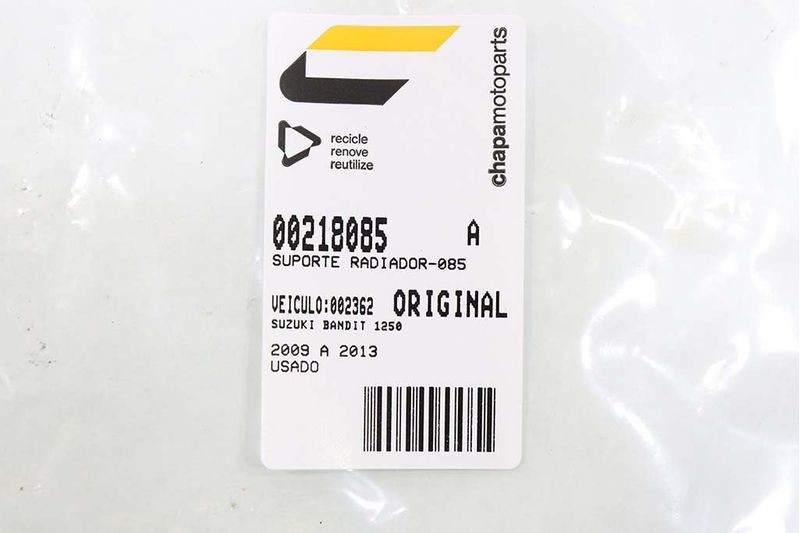 chapamotoparts
recicle
renove
reutilize
00218085 A
SUPORTE RADIADOR-085
VEICULO:002362 ORIGINAL
SUZUKI BANDIT 1250
2009 A 2013
USADO